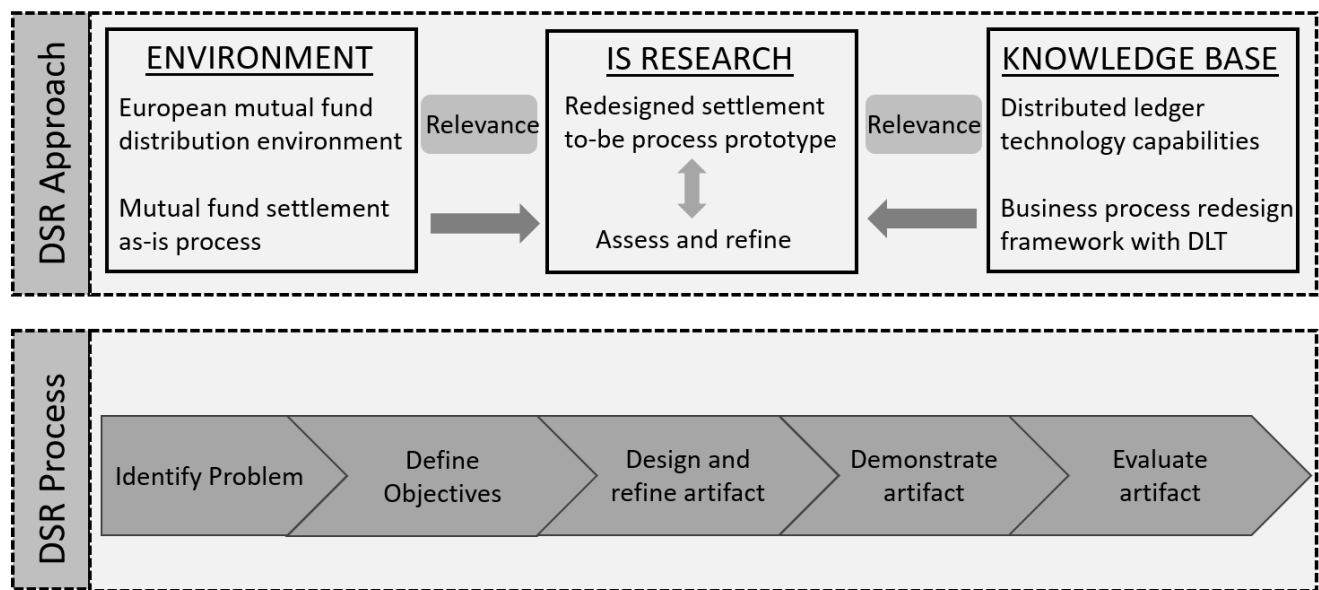 DSR Approach
ENVIRONMENT
European mutual fund
distribution environment
Mutual fund settlement
as-is process
Relevance
IS RESEARCH
Redesigned settlement
to-be process prototype
Assess and refine
Relevance
KNOWLEDGE BASE
Distributed ledger
technology capabilities
Business process redesign
framework with DLT
DSR Process
Identify Problem
Define
Objectives
Design and
refine artifact
Demonstrate
artifact
Evaluate
artifact